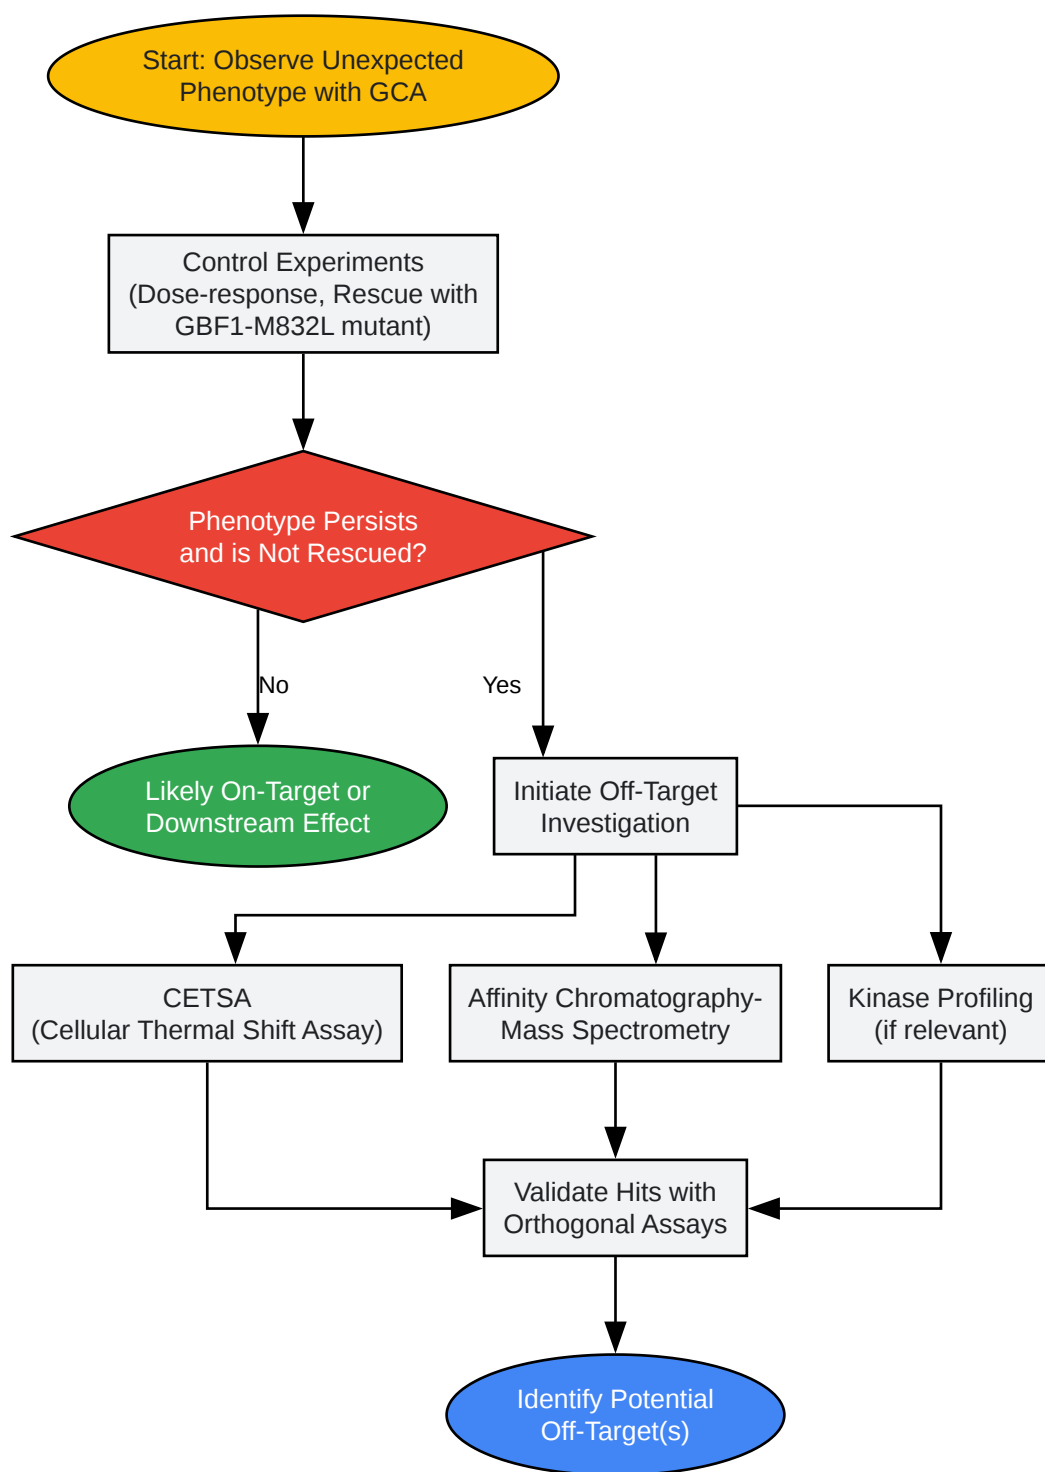 Start: Observe Unexpected
Phenotype with GCA
Control Experiments
(Dose-response, Rescue with
GBF1-M832L mutant)
Phenotype Persists
and is Not Rescued?
No
Yes
Likely On-Target or
Downstream Effect
Initiate Off-Target
Investigation
CETSA
(Cellular Thermal Shift Assay)
Affinity Chromatography-
Mass Spectrometry
Kinase Profiling
(if relevant)
Validate Hits with
Orthogonal Assays
Identify Potential
Off-Target(s)